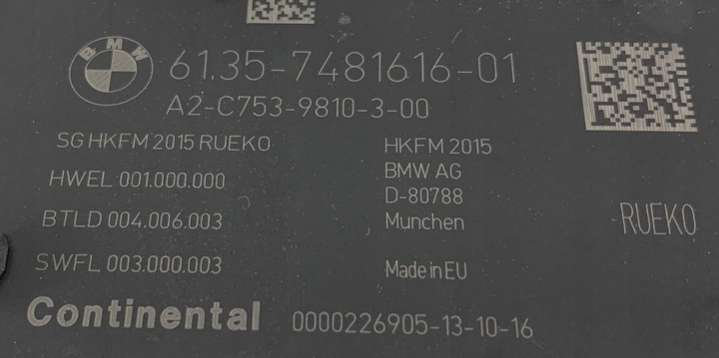 BMW
61.35-7481616-01
A2-C753-9810-3-00
SG HKFM 2015 RUEKO
HWEL 001.000.000
BTLD 004.006.003
SWFL 003.000.003
HKFM 2015
BMW AG
D-80788
Munchen
Made in EU
RUEKO
Continental 0000226905-13-10-16